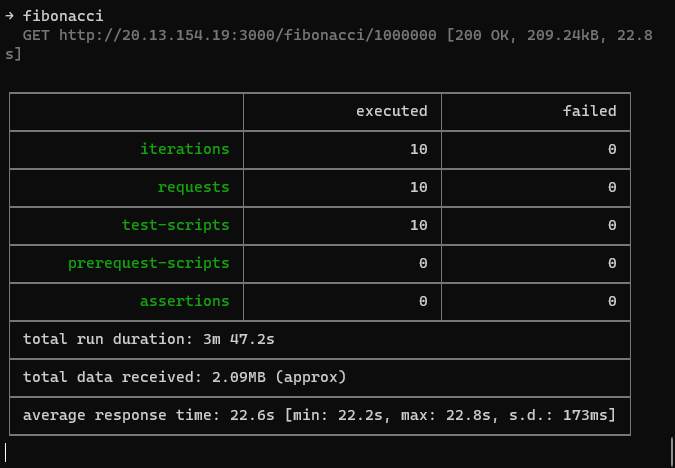 → fibonacci
GET http://20.13.154.19:3000/fibonacci/1000000 [200 OK, 209.24kB, 22.8
s]
executed failed
iterations 10 0
requests 10 0
test-scripts 10 0
prerequest-scripts 0 0
assertions 0 0
total run duration: 3m 47.2s
total data received: 2.09MB (approx)
average response time: 22.6s [min: 22.2s, max: 22.8s, s.d.: 173ms]